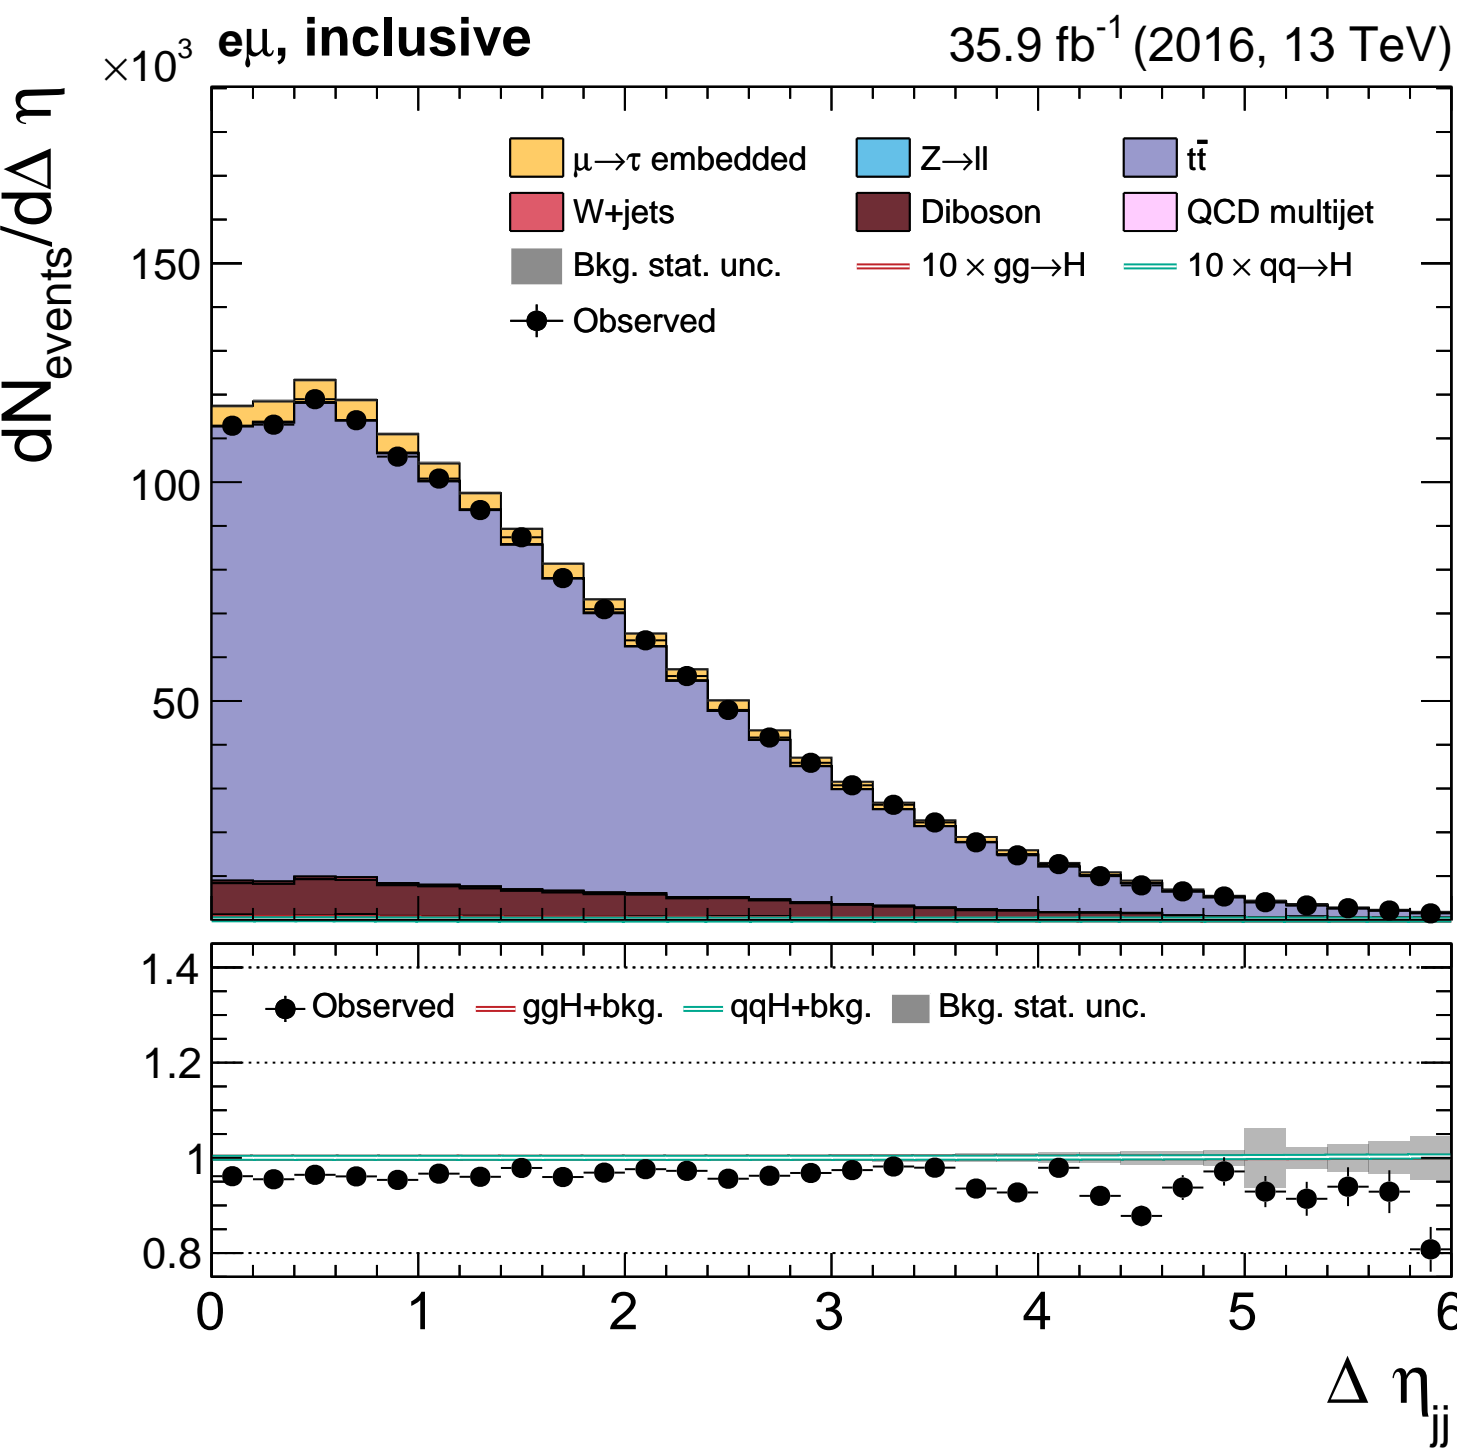 ×10³ eμ, inclusive 35.9 fb⁻¹ (2016, 13 TeV)
dN_events/dΔ η
μ→τ embedded Z→ll tt̄
W+jets Diboson QCD multijet
Bkg. stat. unc. 10 × gg→H 10 × qq→H
Observed
150
100
50
1.4
Observed ggH+bkg. qqH+bkg. Bkg. stat. unc.
1.2
1
0.8
0 1 2 3 4 5 6
Δ η_jj